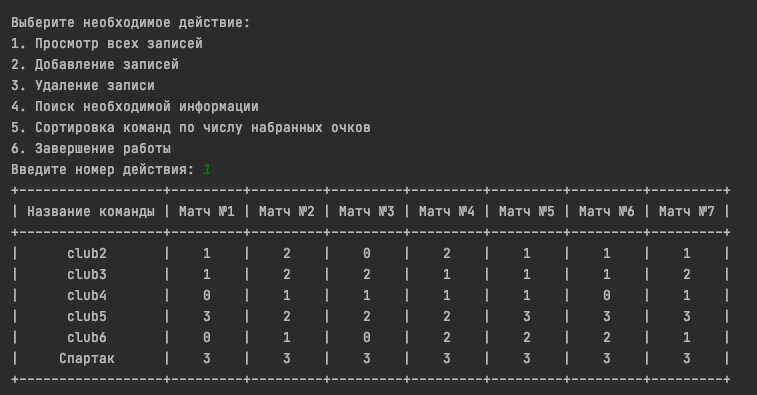 Выберите необходимое действие:
1. Просмотр всех записей
2. Добавление записей
3. Удаление записи
4. Поиск необходимой информации
5. Сортировка команд по числу набранных очков
6. Завершение работы
Введите номер действия: 1
+------------------+---------+---------+---------+---------+---------+---------+---------+
| Название команды | Матч №1 | Матч №2 | Матч №3 | Матч №4 | Матч №5 | Матч №6 | Матч №7 |
+------------------+---------+---------+---------+---------+---------+---------+---------+
|      club2       |    1    |    2    |    0    |    2    |    1    |    1    |    1    |
|      club3       |    1    |    2    |    2    |    1    |    1    |    1    |    2    |
|      club4       |    0    |    1    |    1    |    1    |    1    |    0    |    1    |
|      club5       |    3    |    2    |    2    |    2    |    3    |    3    |    3    |
|      club6       |    0    |    1    |    0    |    2    |    2    |    2    |    1    |
|     Спартак      |    3    |    3    |    3    |    3    |    3    |    3    |    3    |
+------------------+---------+---------+---------+---------+---------+---------+---------+